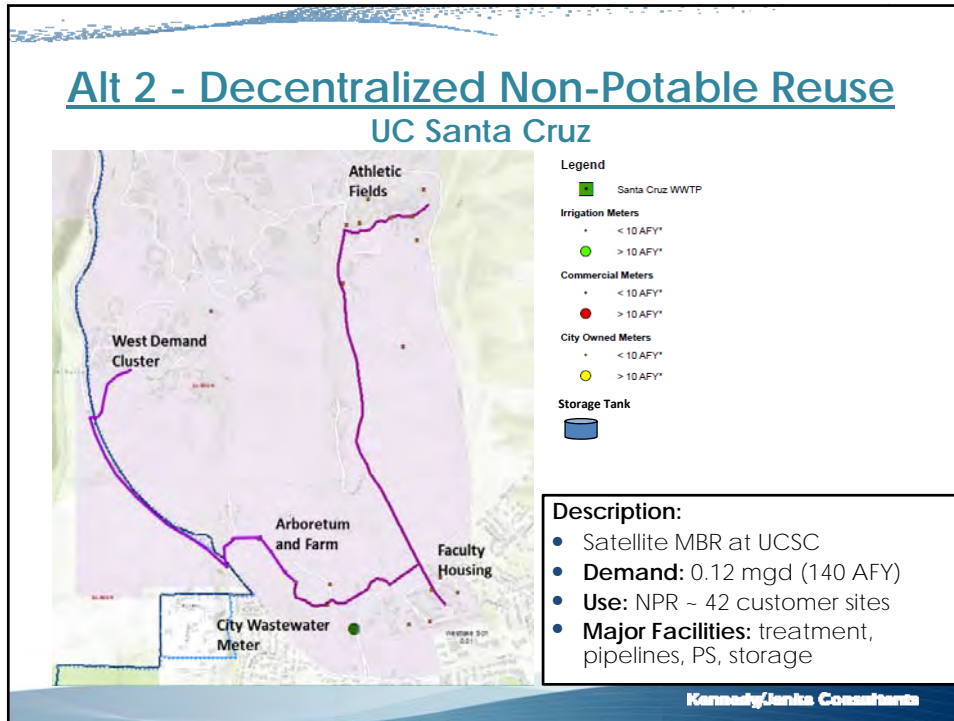 Alt 2 - Decentralized Non-Potable Reuse
UC Santa Cruz
Athletic
Fields
West Demand
Cluster
Arboretum
and Farm
Faculty
Housing
City Wastewater
Meter
Legend
Santa Cruz WWTP
Irrigation Meters
< 10 AFY*
> 10 AFY*
Commercial Meters
< 10 AFY*
> 10 AFY*
City Owned Meters
< 10 AFY*
> 10 AFY*
Storage Tank
Description:
• Satellite MBR at UCSC
• Demand: 0.12 mgd (140 AFY)
• Use: NPR ~ 42 customer sites
• Major Facilities: treatment,
pipelines, PS, storage
Kennedy/Jenks Consultants